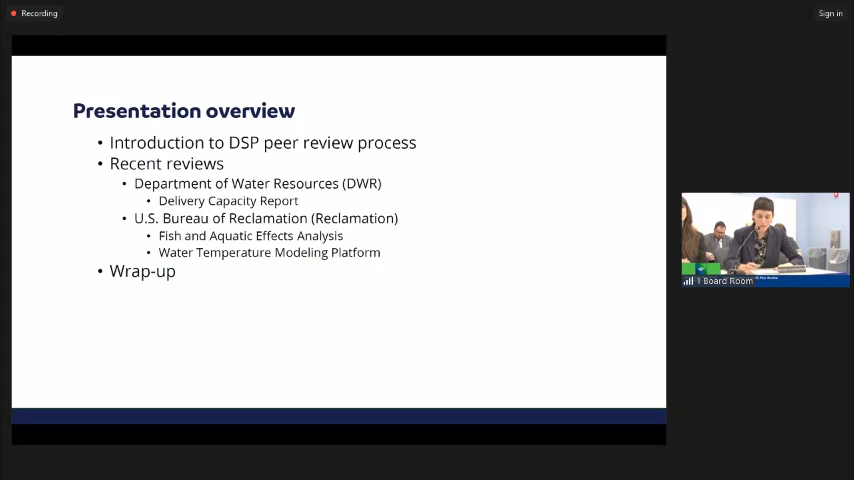 Recording
Sign in
Presentation overview
• Introduction to DSP peer review process
• Recent reviews
• Department of Water Resources (DWR)
• Delivery Capacity Report
• U.S. Bureau of Reclamation (Reclamation)
• Fish and Aquatic Effects Analysis
• Water Temperature Modeling Platform
• Wrap-up
1 Board Room